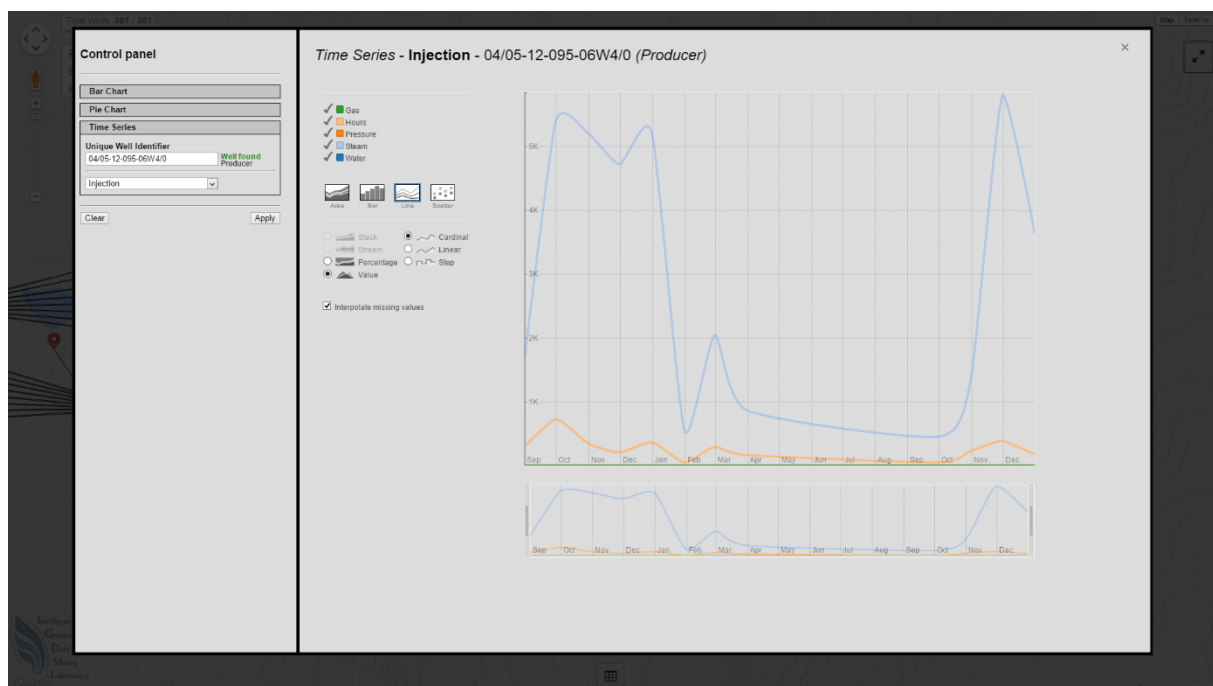 Total Wells: 301 / 301
Map Satellite
Control panel
Bar Chart
Pie Chart
Time Series
Unique Well Identifier
04/05-12-095-06W4/0
Well found
Producer
Injection
Clear
Apply
Time Series - Injection - 04/05-12-095-06W4/0 (Producer)
×
Gas
Hours
Pressure
Steam
Water
Area Bar Line Scatter
Stack Cardinal
Stream Linear
Percentage Step
Value
Interpolate missing values
5K
4K
3K
2K
1K
Sep Oct Nov Dec Jan Feb Mar Apr May Jun Jul Aug Sep Oct Nov Dec
Sep Oct Nov Dec Jan Feb Mar Apr May Jun Jul Aug Sep Oct Nov Dec
Data
Mining
Laboratory